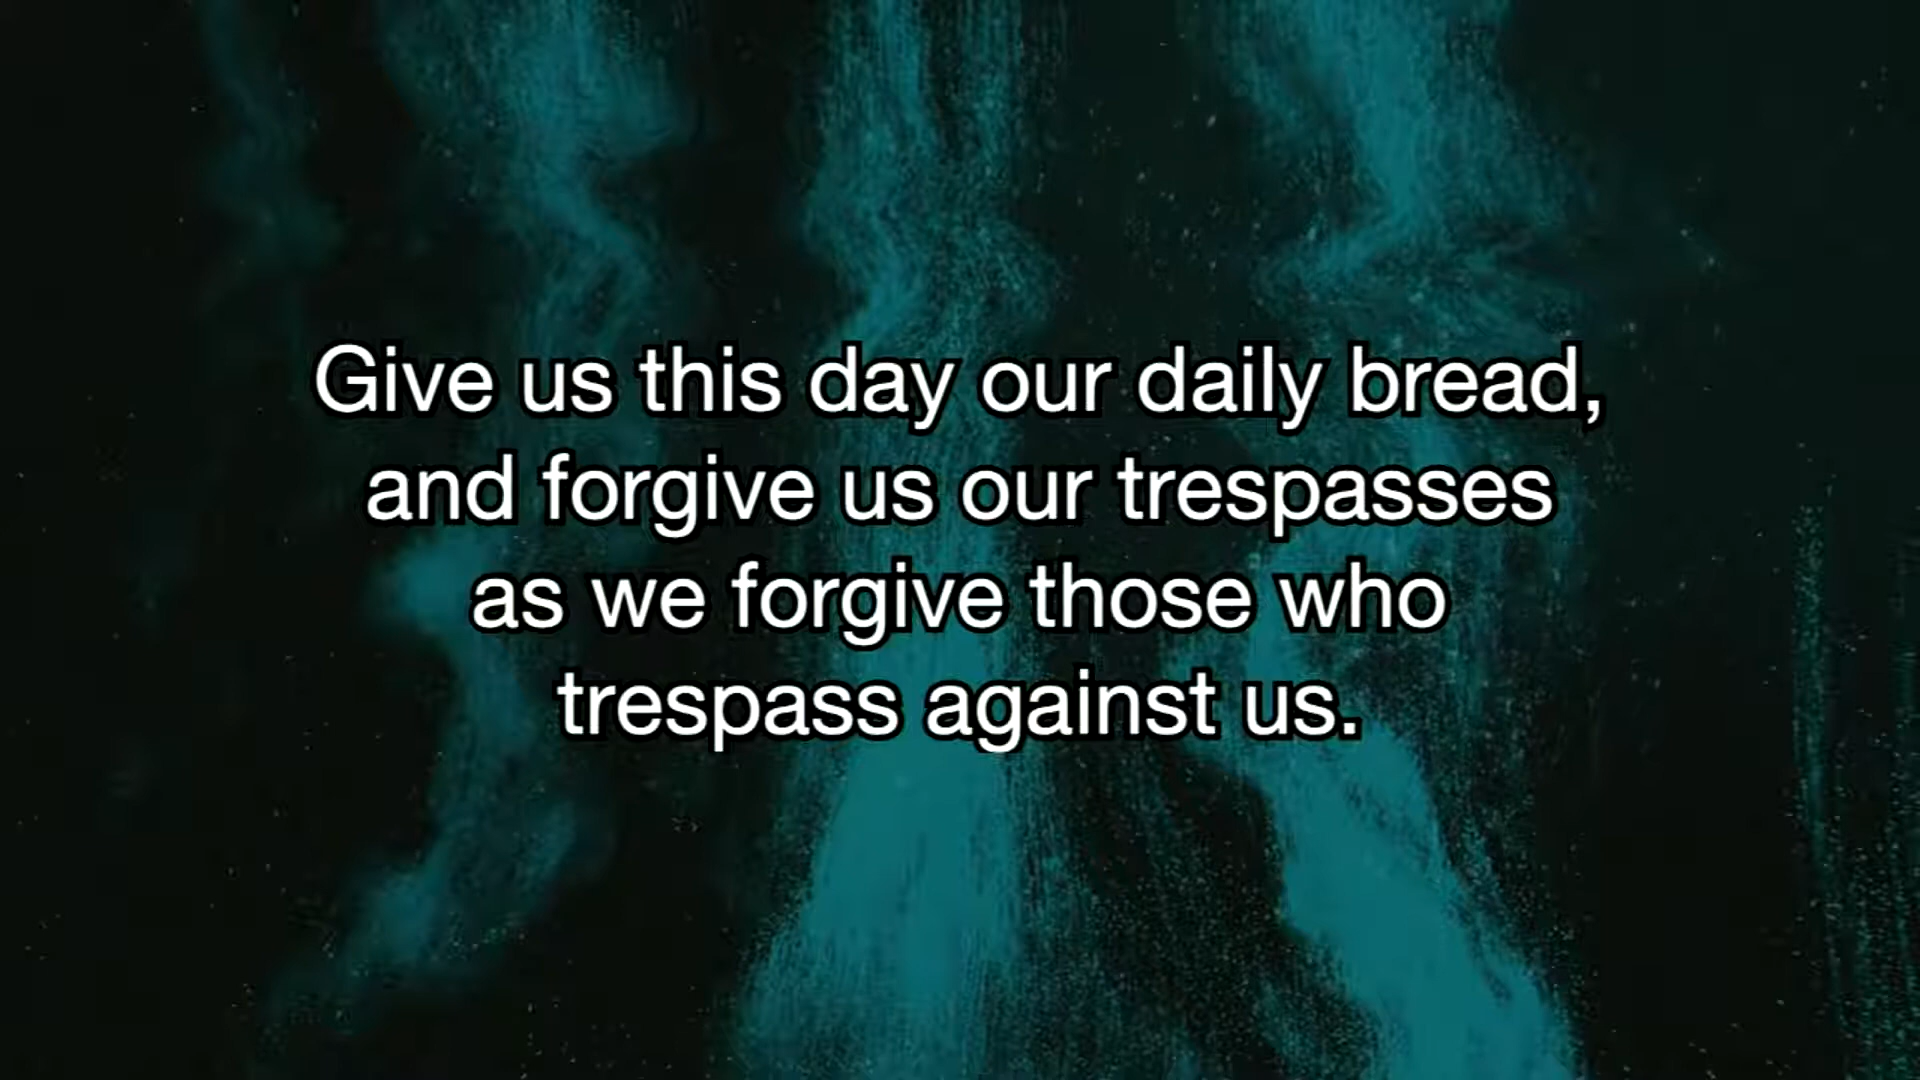 Give us this day our daily bread,
and forgive us our trespasses
as we forgive those who
trespass against us.